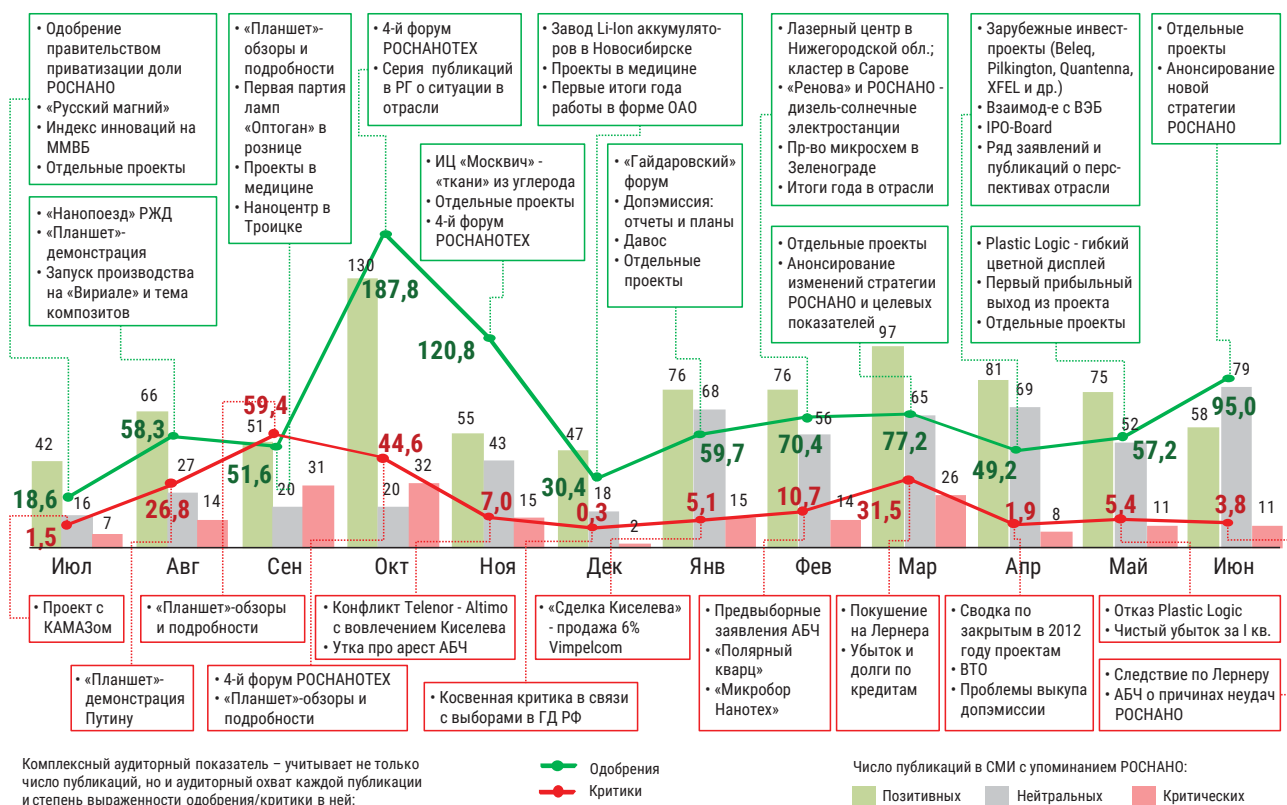 • Одобрение
правительством
приватизации доли
РОСНАНО
• «Русский магний»
• Индекс инноваций на
ММВБ
• Отдельные проекты
• «Нанопоезд» РЖД
• «Планшет»-
демонстрация
• Запуск производства
на «Вириале» и тема
композитов
• «Планшет»-
обзоры и
подробности
• Первая партия
ламп
«Оптоган» в
рознице
• Проекты в
медицине
• Наноцентр в
Троицке
• 4-й форум
РОСНАНОТЕХ
• Серия публикаций
в РГ о ситуации в
отрасли
• ИЦ «Москвич» -
«ткани» из углерода
• Отдельные проекты
• 4-й форум
РОСНАНОТЕХ
• Завод Li-Ion аккумулято-
ров в Новосибирске
• Проекты в медицине
• Первые итоги года
работы в форме ОАО
• «Гайдаровский»
форум
• Допэмиссия:
отчеты и планы
• Давос
• Отдельные
проекты
• Лазерный центр в
Нижегородской обл.;
кластер в Сарове
• «Ренова» и РОСНАНО -
дизель-солнечные
электростанции
• Пр-во микросхем в
Зеленограде
• Итоги года в отрасли
• Отдельные проекты
• Анонсирование
изменений стратегии
РОСНАНО и целевых
показателей
• Зарубежные инвест-
проекты (Beleq,
Pilkington, Quantenna,
XFEL и др.)
• Взаимод-е с ВЭБ
• IPO-Board
• Ряд заявлений и
публикаций о перс-
пективах отрасли
• Plastic Logic - гибкий
цветной дисплей
• Первый прибыльный
выход из проекта
• Отдельные проекты
• Отдельные
проекты
• Анонсирование
новой
стратегии
РОСНАНО
42
18,6
16
1,5
7
66
58,3
27
26,8
14
59,4
51
51,6
20
31
130
187,8
44,6
20
32
120,8
55
43
7,0
15
47
30,4
18
0,3
2
76
68
59,7
5,1
15
76
56
70,4
10,7
14
97
65
77,2
31,5
26
81
69
49,2
1,9
8
75
52
57,2
5,4
11
79
58
95,0
3,8
11
Июл Авг Сен Окт Ноя Дек Янв Фев Мар Апр Май Июн
• Проект с
КАМАЗом
• «Планшет»-
демонстрация
Путину
• «Планшет»-обзоры
и подробности
• 4-й форум РОСНАНОТЕХ
• «Планшет»-обзоры и
подробности
• Конфликт Telenor - Altimo
с вовлечением Киселева
• Утка про арест АБЧ
• Косвенная критика в связи
с выборами в ГД РФ
• «Сделка Киселева»
- продажа 6%
Vimpelcom
• Предвыборные
заявления АБЧ
• «Полярный
кварц»
• «Микробор
Нанотех»
• Покушение
на Лернера
• Убыток и
долги по
кредитам
• Сводка по
закрытым в 2012
году проектам
• ВТО
• Проблемы выкупа
допэмиссии
• Отказ Plastic Logic
• Чистый убыток за I кв.
• Следствие по Лернеру
• АБЧ о причинах неудач
РОСНАНО
Комплексный аудиторный показатель – учитывает не только
число публикаций, но и аудиторный охват каждой публикации
и степень выраженности одобрения/критики в ней:
Одобрения
Критики
Число публикаций в СМИ с упоминанием РОСНАНО:
Позитивных Нейтральных Критических